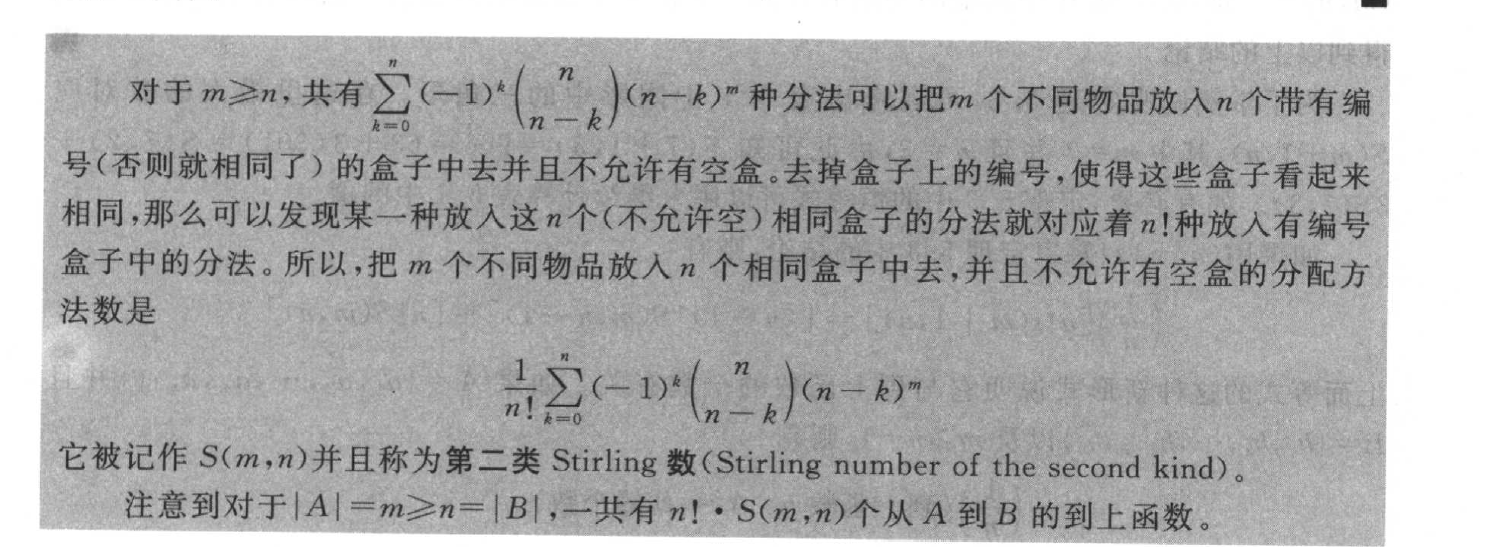 对于 m≥n, 共有 $\sum_{k=0}^{n}(-1)^k\binom{n}{n-k}(n-k)^m$ 种分法可以把 m 个不同物品放入 n 个带有编
号(否则就相同了)的盒子中去并且不允许有空盒。去掉盒子上的编号,使得这些盒子看起来
相同,那么可以发现某一种放入这 n 个(不允许空)相同盒子的分法就对应着 n!种放入有编号
盒子中的分法。所以,把 m 个不同物品放入 n 个相同盒子中去,并且不允许有空盒的分配方
法数是
$\frac{1}{n!}\sum_{k=0}^{n}(-1)^k\binom{n}{n-k}(n-k)^m$
它被记作 S(m,n)并且称为第二类 Stirling 数(Stirling number of the second kind)。
注意到对于|A|=m≥n=|B|,一共有 n!·S(m,n)个从 A 到 B 的到上函数。